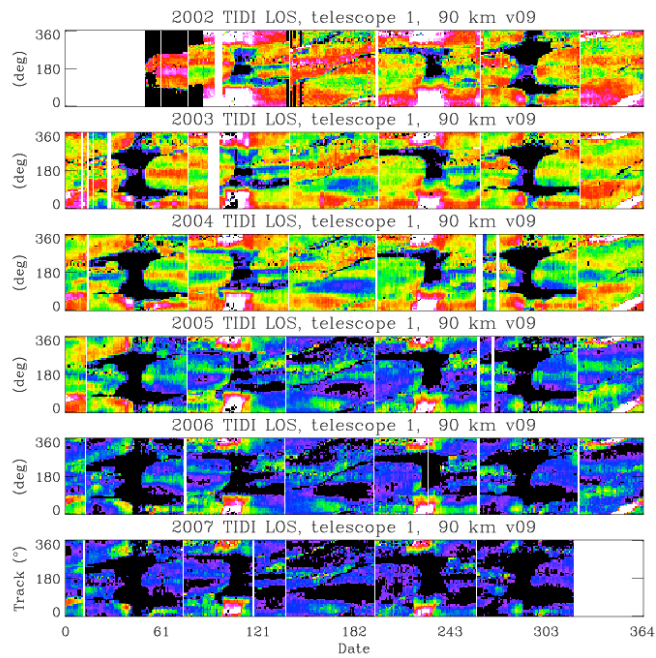 2002 TIDI LOS, telescope 1, 90 km v09
360
180
0
(deg)
2003 TIDI LOS, telescope 1, 90 km v09
360
180
0
(deg)
2004 TIDI LOS, telescope 1, 90 km v09
360
180
0
(deg)
2005 TIDI LOS, telescope 1, 90 km v09
360
180
0
(deg)
2006 TIDI LOS, telescope 1, 90 km v09
360
180
0
(deg)
2007 TIDI LOS, telescope 1, 90 km v09
360
180
0
Track (°)
0 61 121 182 243 303 364
Date